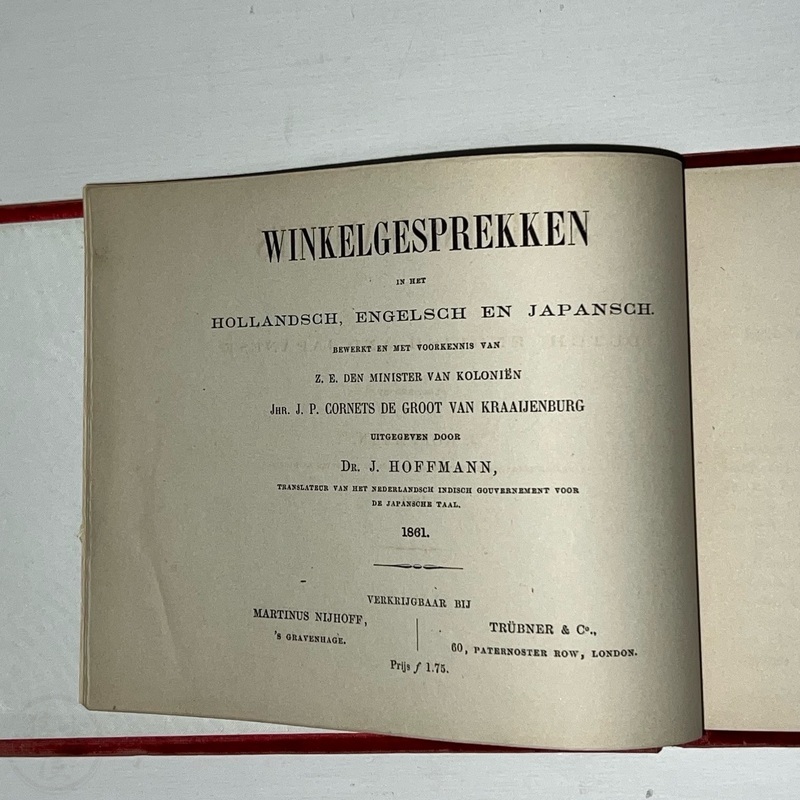 WINKELGESPREKKEN
IN HET
HOLLANDSCH, ENGELSCH EN JAPANSCH.
BEWERKT EN MET VOORKENNIS VAN
Z. E. DEN MINISTER VAN KOLONIËN
JHR. J. P. CORNETS DE GROOT VAN KRAAIJENBURG
UITGEGEVEN DOOR
DR. J. HOFFMANN,
TRANSLATEUR VAN HET NEDERLANDSCH INDISCH GOUVERNEMENT VOOR
DE JAPANSCHE TAAL.
1861.
VERKRIJGBAAR BIJ
MARTINUS NIJHOFF,
'S GRAVENHAGE.
TRÜBNER & Co.,
60, PATERNOSTER ROW, LONDON.
Prijs ƒ 1.75.